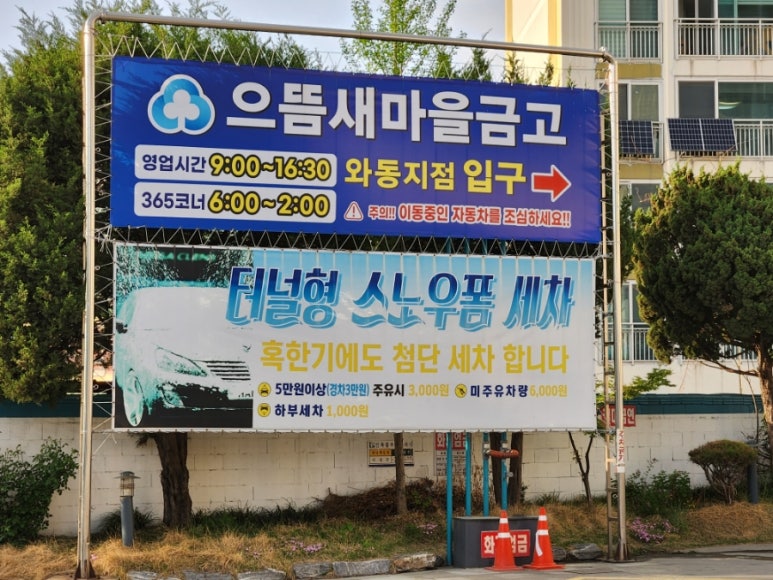 으뜸새마을금고
영업시간 9:00~16:30
365코너 6:00~2:00
와동지점 입구
주의!! 이동중인 자동차를 조심하세요!!
터널형 스노우폼 세차
혹한기에도 첨단 세차 합니다
5만원이상(경차3만원) 주유시 3,000원 미주유차량 6,000원
하부세차 1,000원